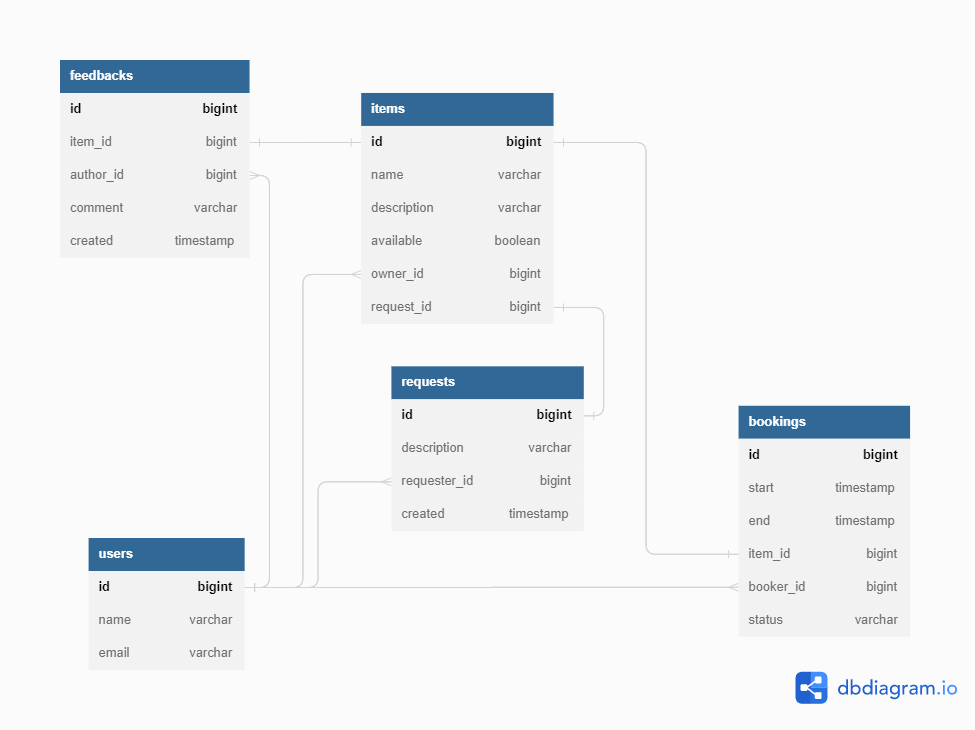 feedbacks
id bigint
item_id bigint
author_id bigint
comment varchar
created timestamp
items
id bigint
name varchar
description varchar
available boolean
owner_id bigint
request_id bigint
requests
id bigint
description varchar
requester_id bigint
created timestamp
bookings
id bigint
start timestamp
end timestamp
item_id bigint
booker_id bigint
status varchar
users
id bigint
name varchar
email varchar
dbdiagram.io